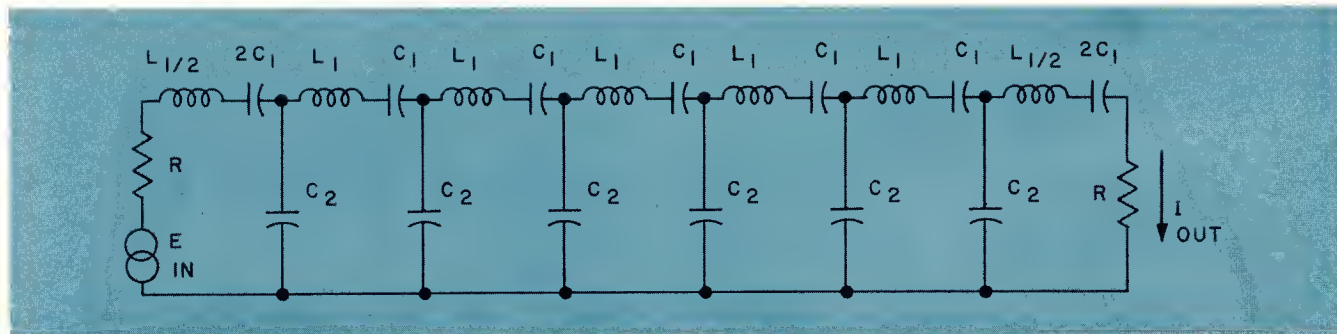 L1/2 2C1 L1 C1 L1 C1 L1 C1 L1 C1 L1 C1 L1/2 2C1
R C2 C2 C2 C2 C2 C2 R
E
IN
I
OUT